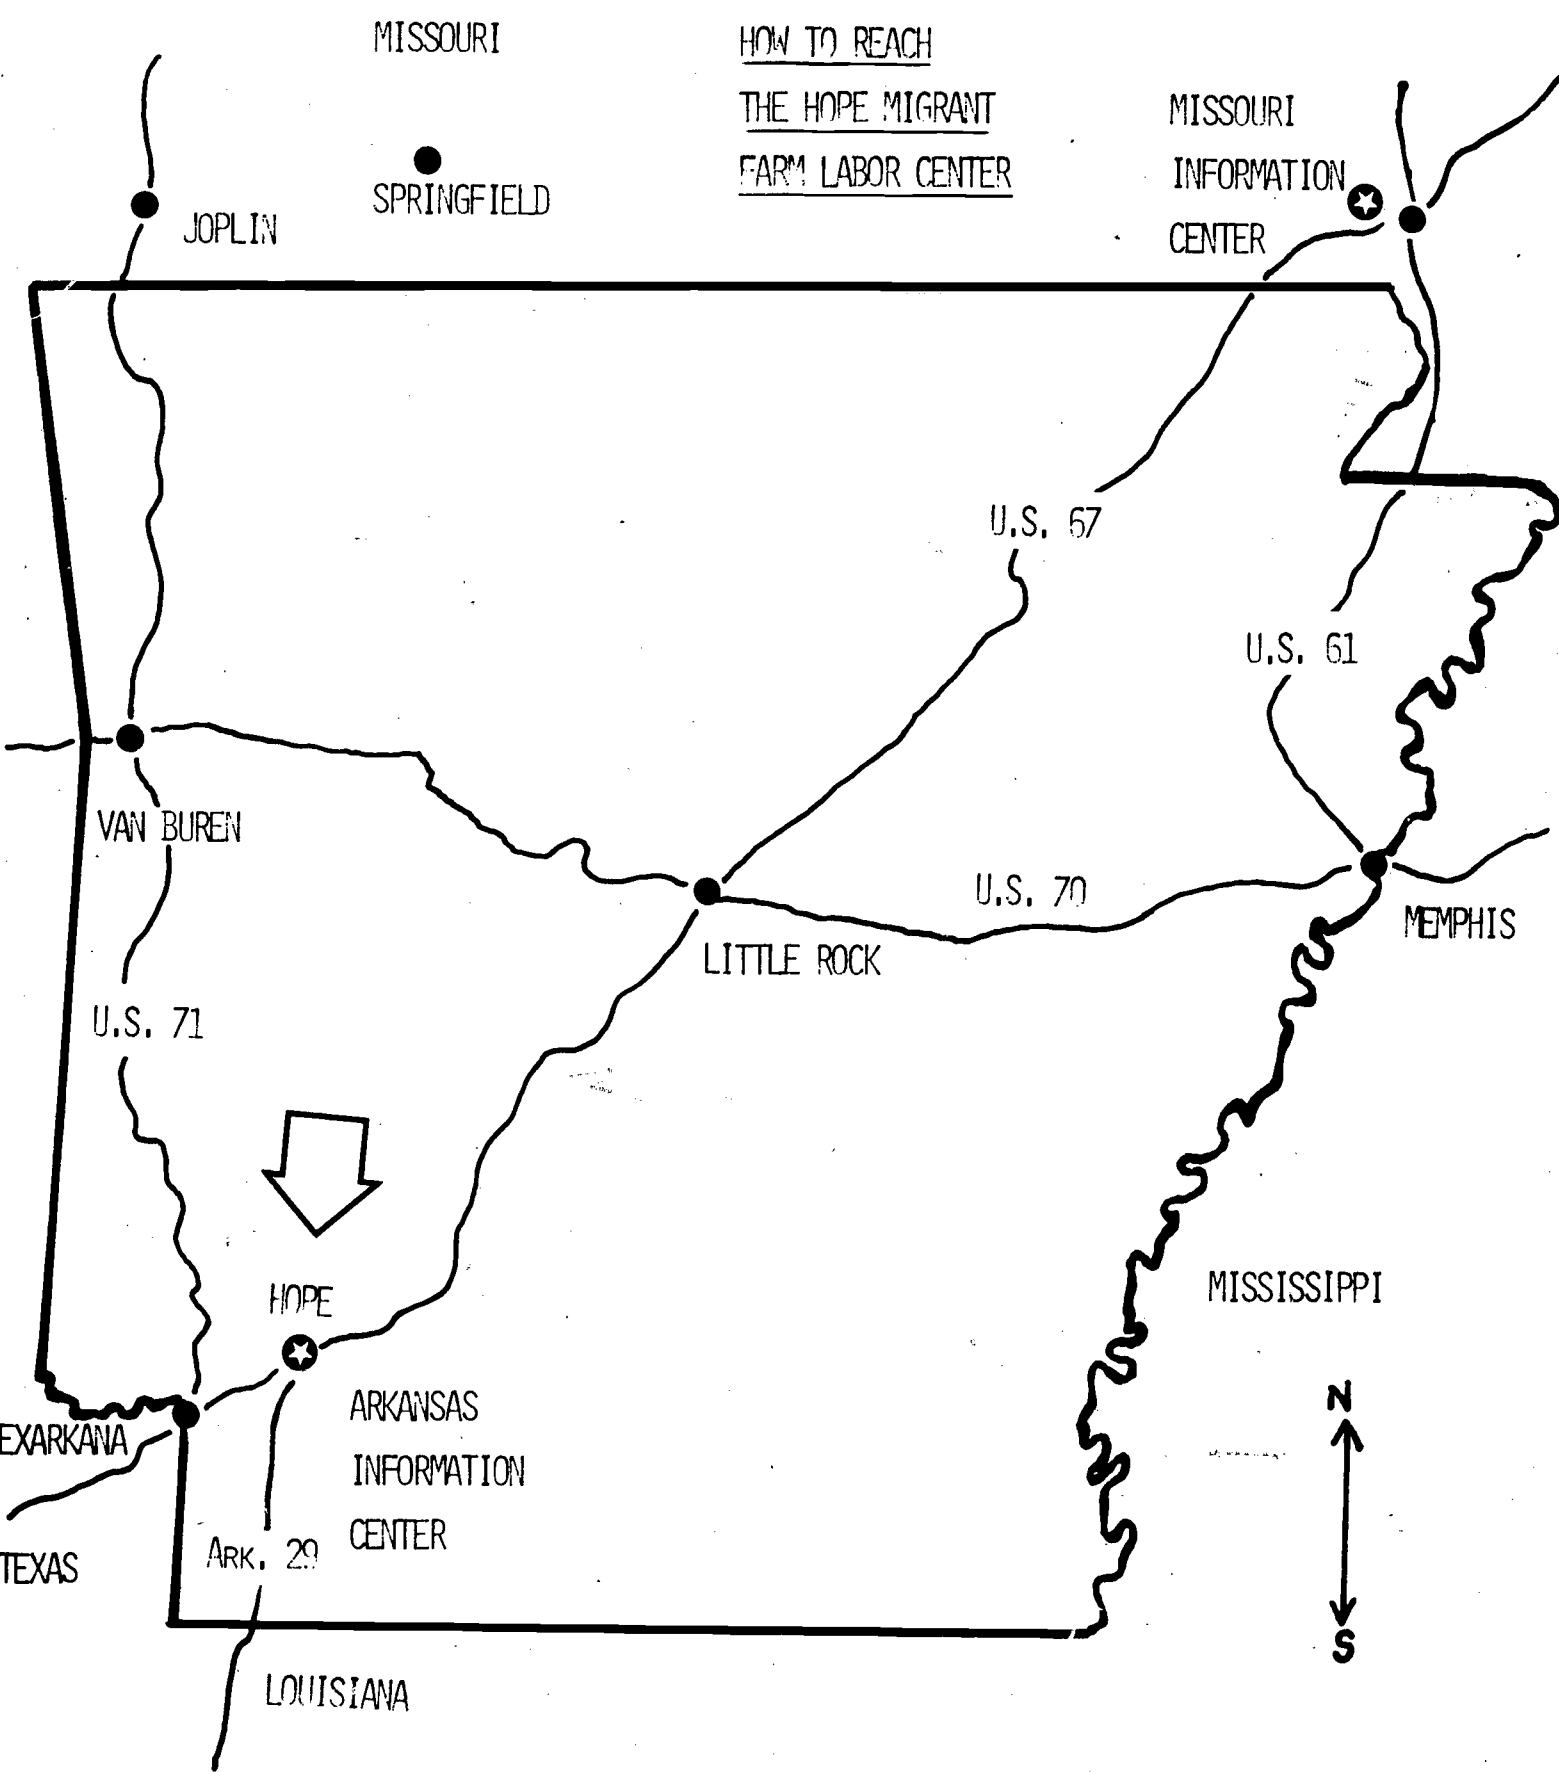 MISSOURI
HOW TO REACH
THE HOPE MIGRANT
FARM LABOR CENTER
MISSOURI
INFORMATION
CENTER
SPRINGFIELD
JOPLIN
U.S. 67
U.S. 61
VAN BUREN
U.S. 70
MEMPHIS
LITTLE ROCK
U.S. 71
MISSISSIPPI
HOPE
N
ARKANSAS
INFORMATION
CENTER
EXARKANA
ARK. 29
TEXAS
S
LOUISIANA